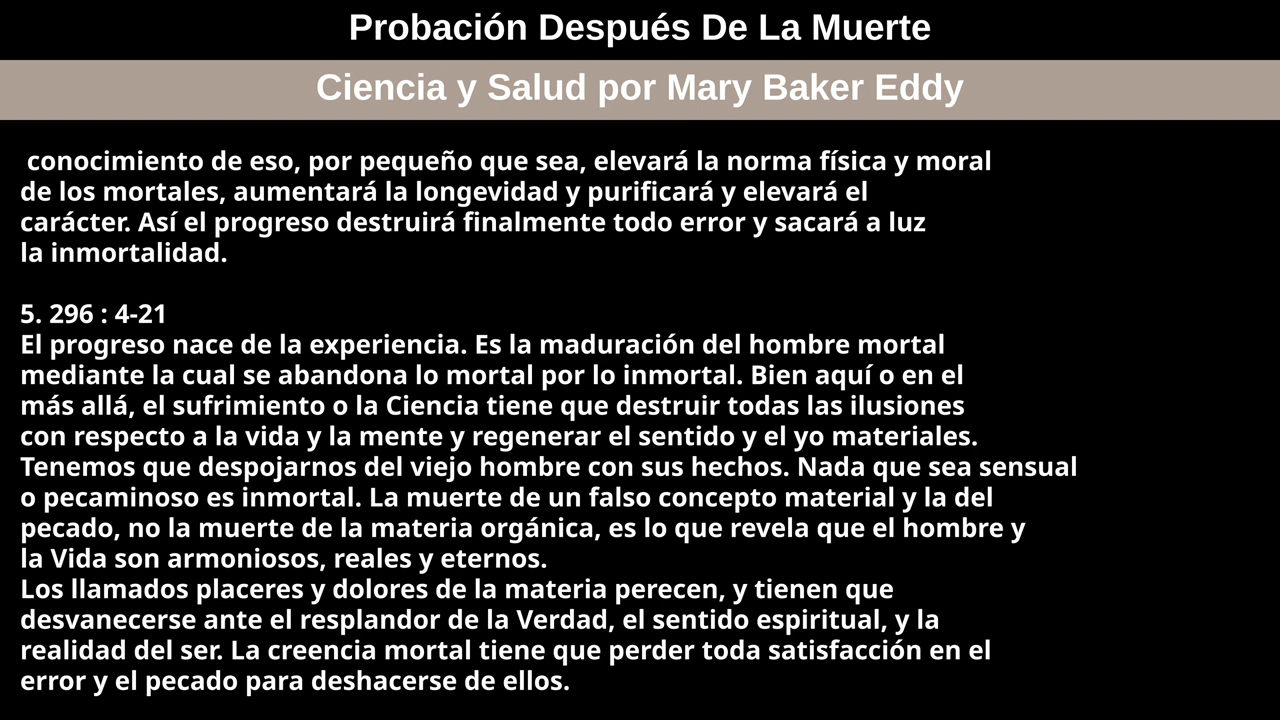 Probación Después De La Muerte
Ciencia y Salud por Mary Baker Eddy
conocimiento de eso, por pequeño que sea, elevará la norma física y moral
de los mortales, aumentará la longevidad y purificará y elevará el
carácter. Así el progreso destruirá finalmente todo error y sacará a luz
la inmortalidad.
5. 296 : 4-21
El progreso nace de la experiencia. Es la maduración del hombre mortal
mediante la cual se abandona lo mortal por lo inmortal. Bien aquí o en el
más allá, el sufrimiento o la Ciencia tiene que destruir todas las ilusiones
con respecto a la vida y la mente y regenerar el sentido y el yo materiales.
Tenemos que despojarnos del viejo hombre con sus hechos. Nada que sea sensual
o pecaminoso es inmortal. La muerte de un falso concepto material y la del
pecado, no la muerte de la materia orgánica, es lo que revela que el hombre y
la Vida son armoniosos, reales y eternos.
Los llamados placeres y dolores de la materia perecen, y tienen que
desvanecerse ante el resplandor de la Verdad, el sentido espiritual, y la
realidad del ser. La creencia mortal tiene que perder toda satisfacción en el
error y el pecado para deshacerse de ellos.